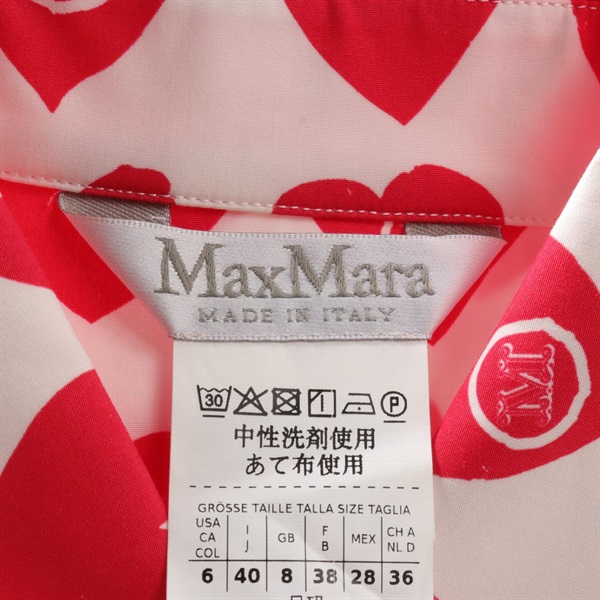 MaxMara
MADE IN ITALY
30
中性洗剤使用
あて布使用
GRÖSSE TAILLE TALLA SIZE TAGLIA
USA CA COL I J GB F B MEX CH A NL D
6 40 8 38 28 36
M